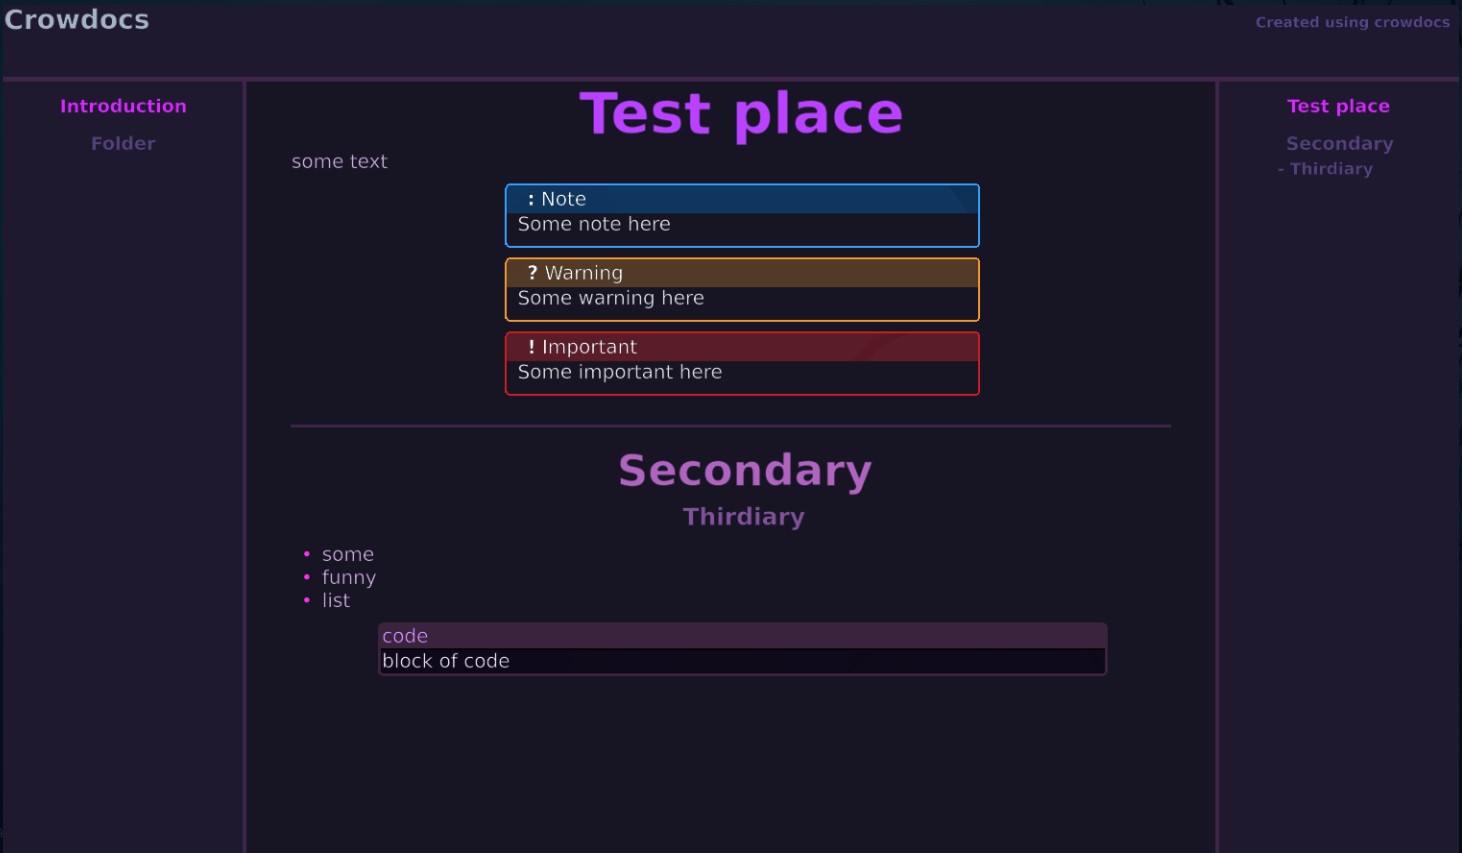 Crowdocs
Created using crowdocs
Introduction
Folder
Test place
some text
: Note
Some note here
? Warning
Some warning here
! Important
Some important here
Secondary
Thirdiary
• some
• funny
• list
code
block of code
Test place
Secondary
- Thirdiary